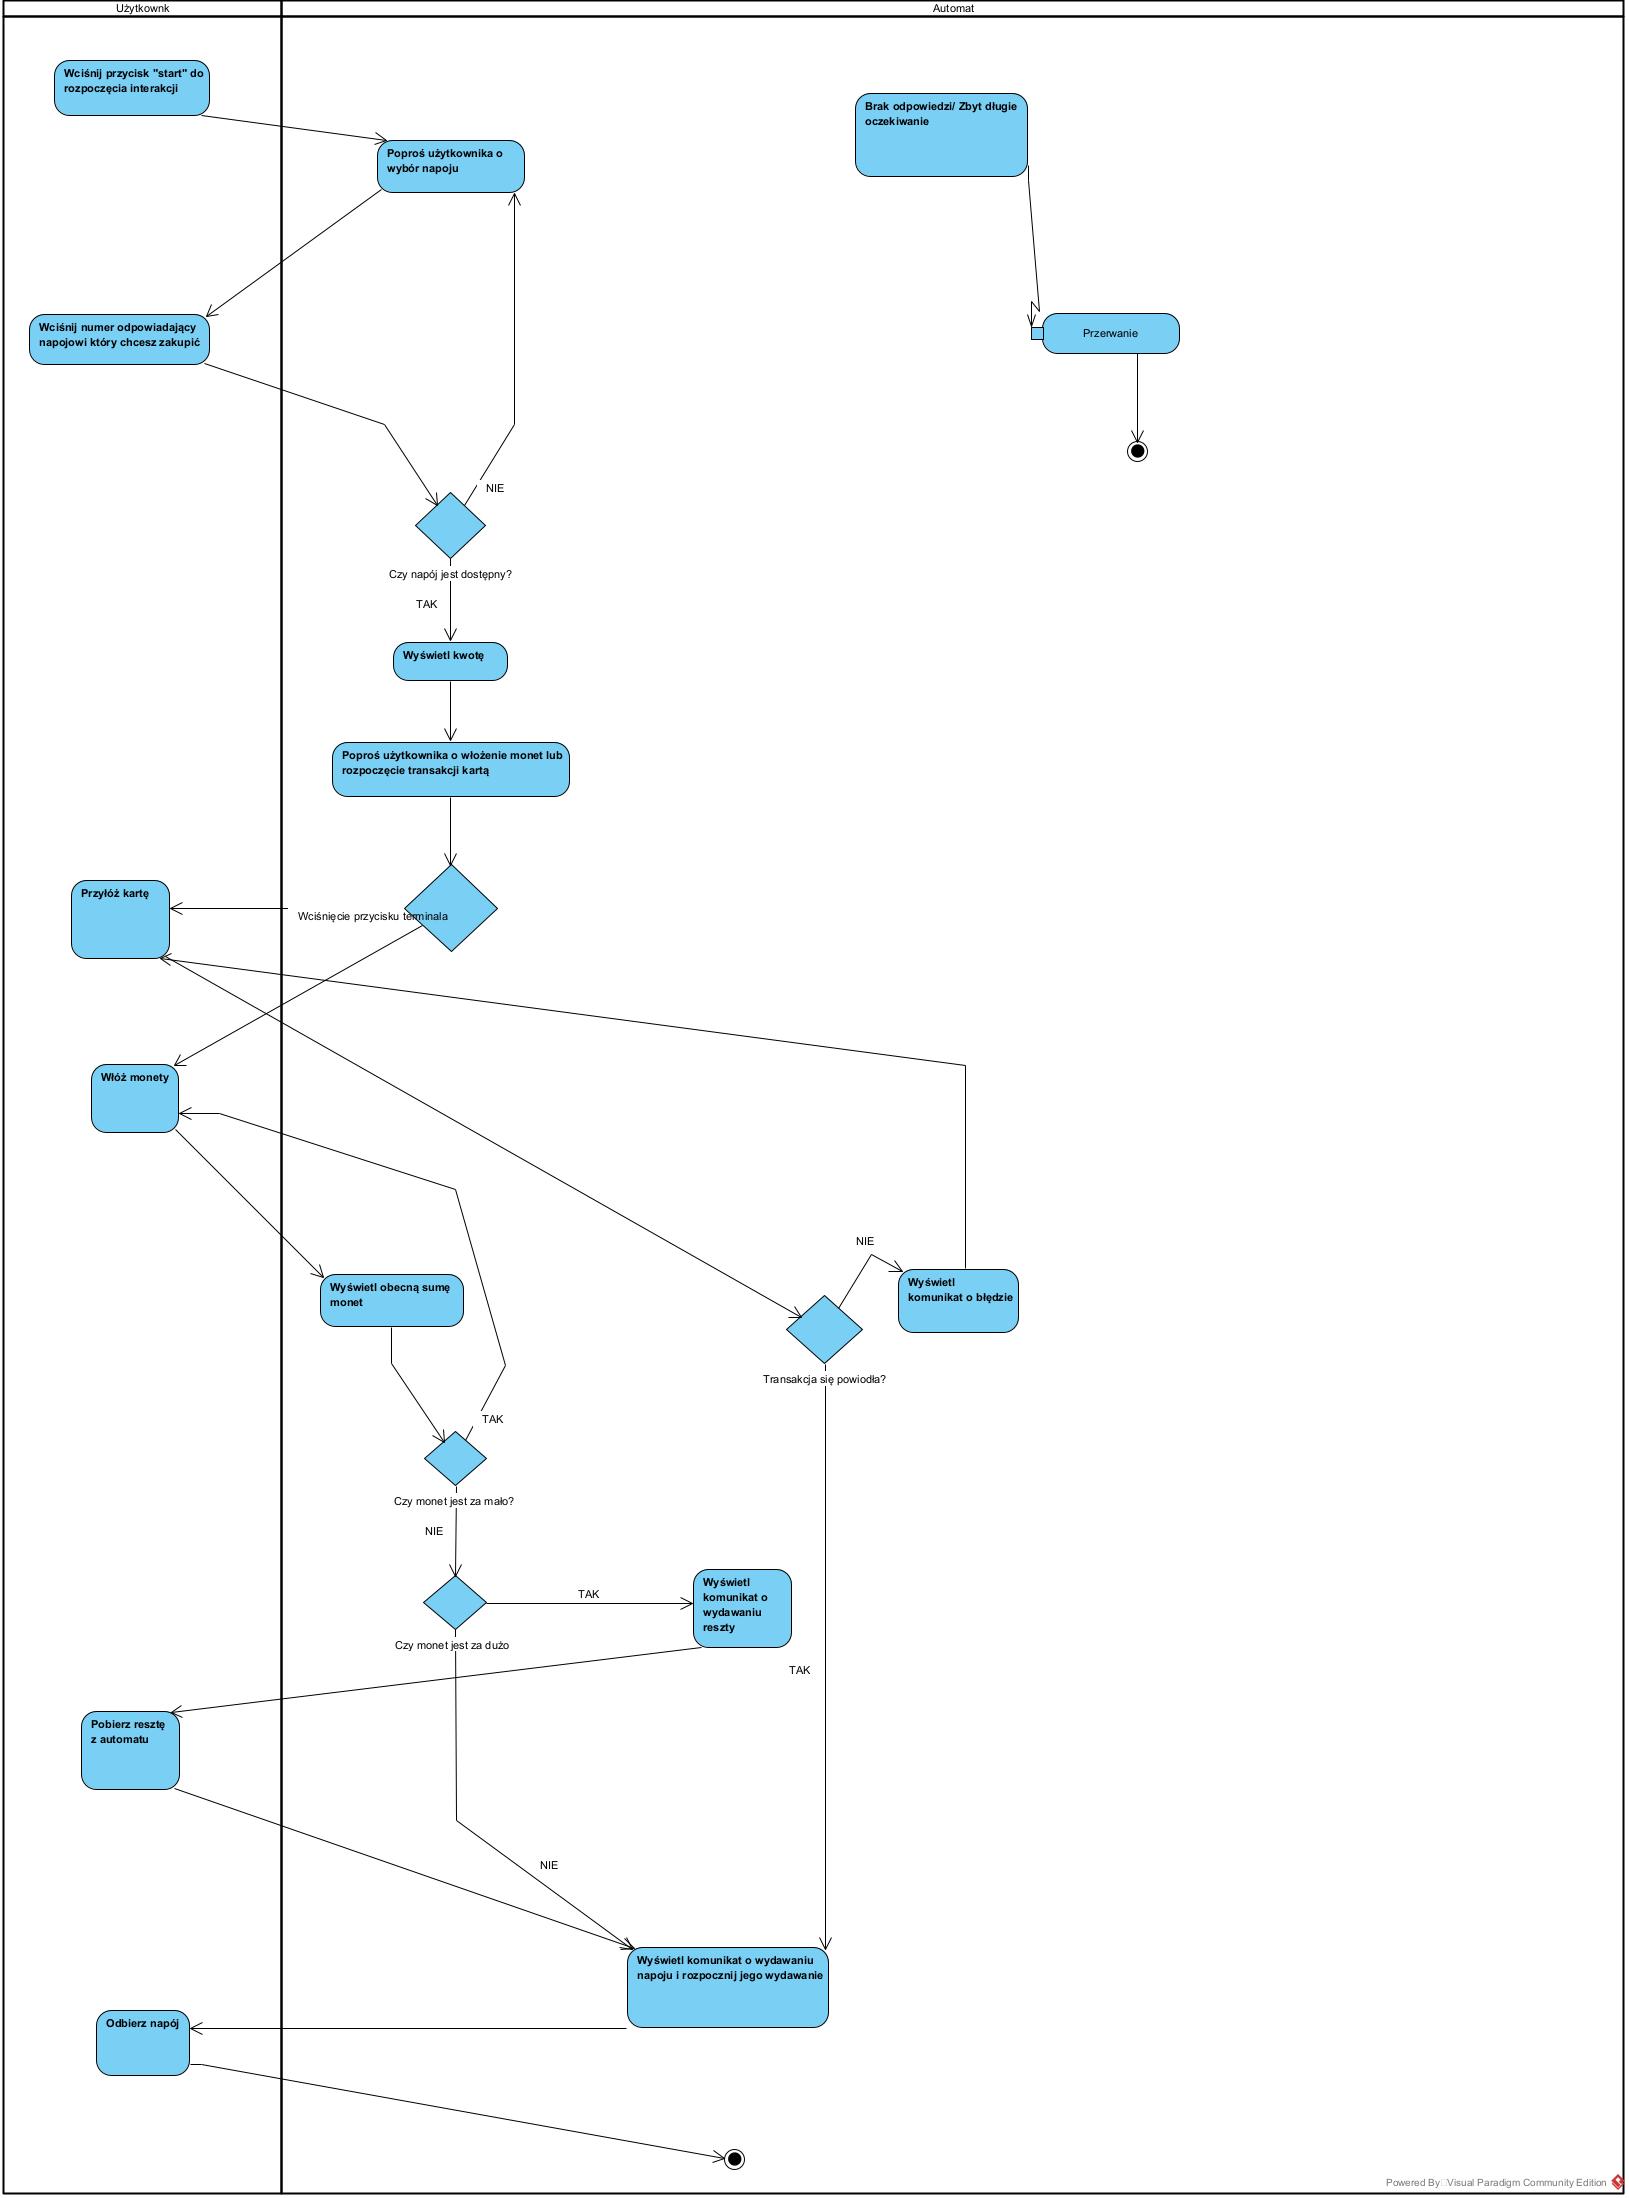 Użytkownk
Automat
Wciśnij przycisk "start" do
rozpoczęcia interakcji
Brak odpowiedzi/ Zbyt długie
oczekiwanie
Poproś użytkownika o
wybór napoju
Wciśnij numer odpowiadający
napojowi który chcesz zakupić
Przerwanie
NIE
Czy napój jest dostępny?
TAK
Wyświetl kwotę
Poproś użytkownika o włożenie monet lub
rozpoczęcie transakcji kartą
Przyłóż kartę
Wciśnięcie przycisku terminala
Włóż monety
NIE
Wyświetl obecną sumę
monet
Wyświetl
komunikat o błędzie
Transakcja się powiodła?
TAK
Czy monet jest za mało?
NIE
Wyświetl
komunikat o
wydawaniu
reszty
TAK
Czy monet jest za dużo
TAK
Pobierz resztę
z automatu
NIE
Wyświetl komunikat o wydawaniu
napoju i rozpocznij jego wydawanie
Odbierz napój
Powered By Visual Paradigm Community Edition